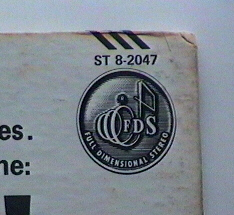 ST 8-2047
FDS
FULL DIMENSIONAL STEREO
es.
ne: